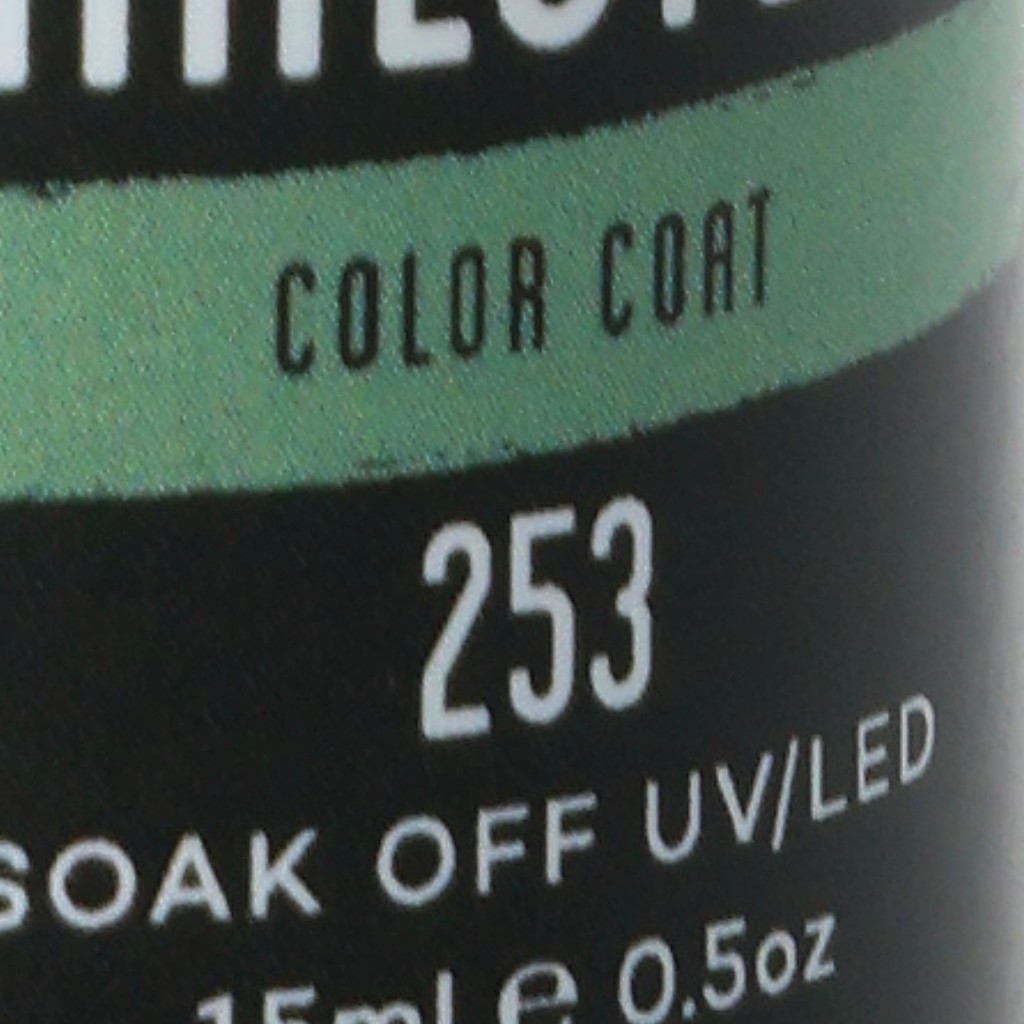 COLOR COAT
253
SOAK OFF UV/LED
15ml e 0.5oz